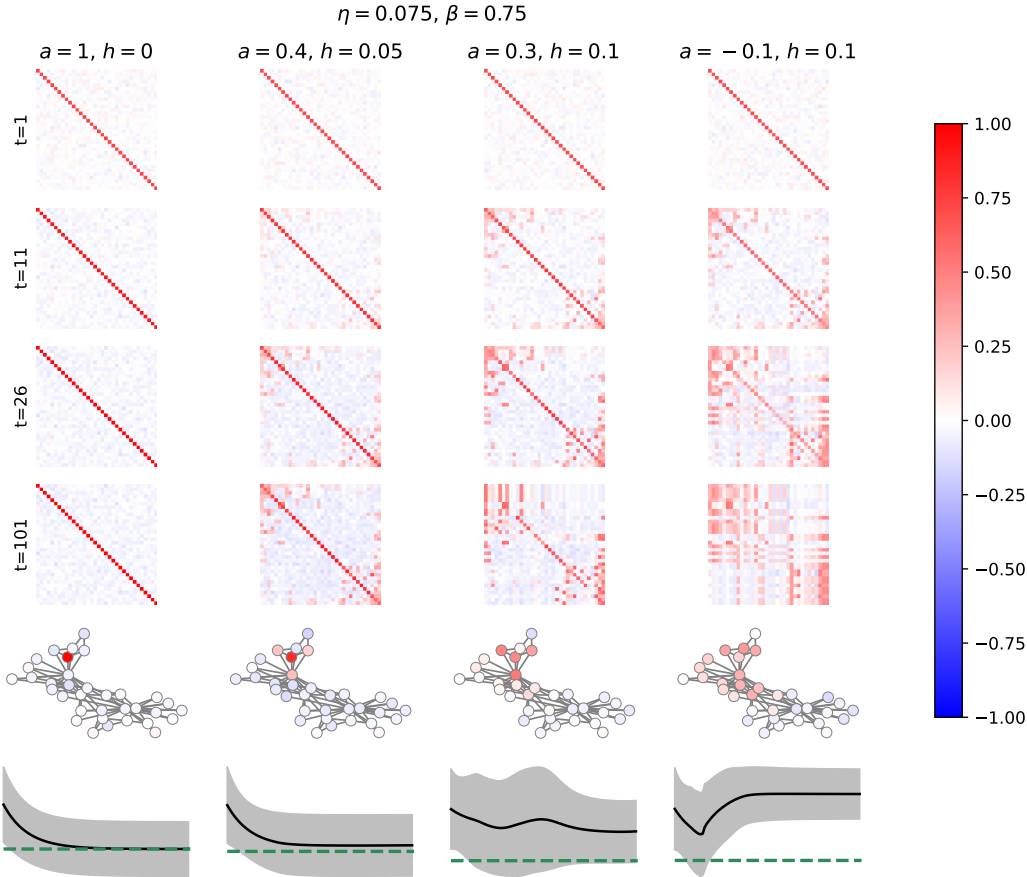 η = 0.075, β = 0.75
a = 1, h = 0
a = 0.4, h = 0.05
a = 0.3, h = 0.1
a = −0.1, h = 0.1
t=1
t=11
t=26
t=101
1.00
0.75
0.50
0.25
0.00
−0.25
−0.50
−0.75
−1.00